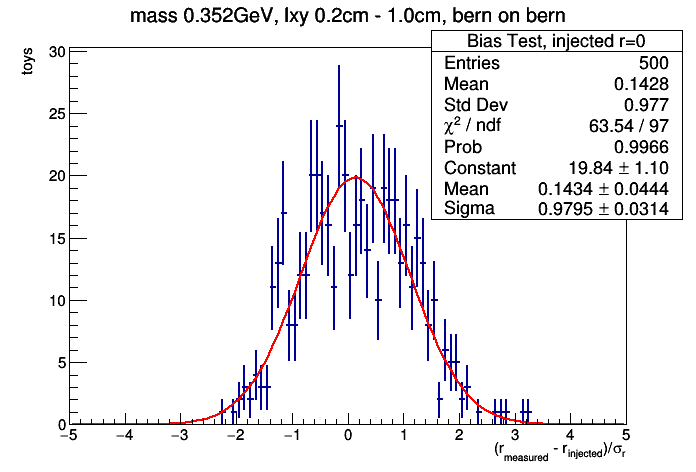 mass 0.352GeV, lxy 0.2cm - 1.0cm, bern on bern
Bias Test, injected r=0
Entries 500
Mean 0.1428
Std Dev 0.977
χ² / ndf 63.54 / 97
Prob 0.9966
Constant 19.84 ± 1.10
Mean 0.1434 ± 0.0444
Sigma 0.9795 ± 0.0314
toys
30
25
20
15
10
5
0
−5 −4 −3 −2 −1 0 1 2 3 4 5
(r_measured - r_injected)/σ_r